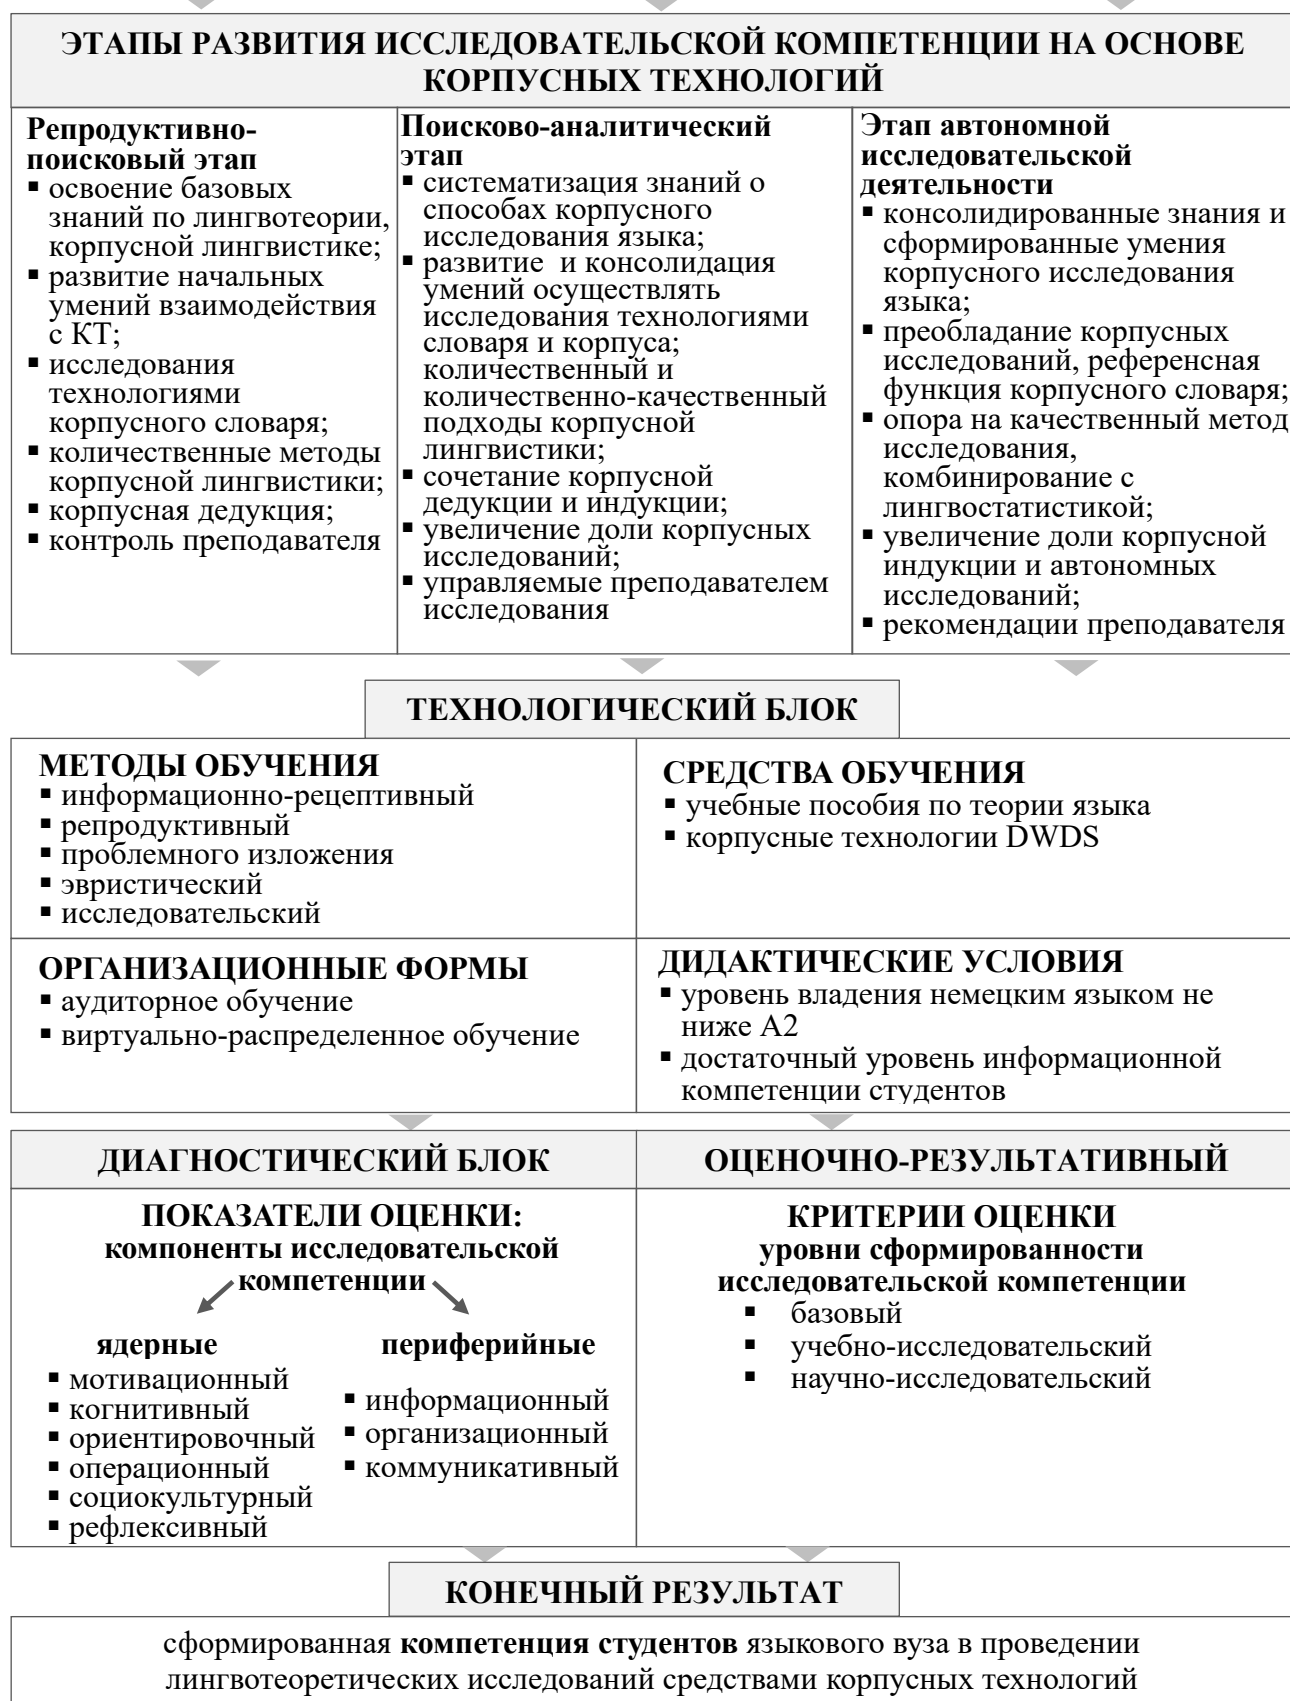 ЭТАПЫ РАЗВИТИЯ ИССЛЕДОВАТЕЛЬСКОЙ КОМПЕТЕНЦИИ НА ОСНОВЕ
КОРПУСНЫХ ТЕХНОЛОГИЙ
Репродуктивно-
поисковый этап
▪ освоение базовых
знаний по лингвотеории,
корпусной лингвистике;
▪ развитие начальных
умений взаимодействия
с КТ;
▪ исследования
технологиями
корпусного словаря;
▪ количественные методы
корпусной лингвистики;
▪ корпусная дедукция;
▪ контроль преподавателя
Поисково-аналитический
этап
▪ систематизация знаний о
способах корпусного
исследования языка;
▪ развитие и консолидация
умений осуществлять
исследования технологиями
словаря и корпуса;
количественный и
количественно-качественный
подходы корпусной
лингвистики;
▪ сочетание корпусной
дедукции и индукции;
▪ увеличение доли корпусных
исследований;
▪ управляемые преподавателем
исследования
Этап автономной
исследовательской
деятельности
▪ консолидированные знания и
сформированные умения
корпусного исследования
языка;
▪ преобладание корпусных
исследований, референсная
функция корпусного словаря;
▪ опора на качественный метод
исследования,
комбинирование с
лингвостатистикой;
▪ увеличение доли корпусной
индукции и автономных
исследований;
▪ рекомендации преподавателя
ТЕХНОЛОГИЧЕСКИЙ БЛОК
МЕТОДЫ ОБУЧЕНИЯ
▪ информационно-рецептивный
▪ репродуктивный
▪ проблемного изложения
▪ эвристический
▪ исследовательский
СРЕДСТВА ОБУЧЕНИЯ
▪ учебные пособия по теории языка
▪ корпусные технологии DWDS
ОРГАНИЗАЦИОННЫЕ ФОРМЫ
▪ аудиторное обучение
▪ виртуально-распределенное обучение
ДИДАКТИЧЕСКИЕ УСЛОВИЯ
▪ уровень владения немецким языком не
ниже А2
▪ достаточный уровень информационной
компетенции студентов
ДИАГНОСТИЧЕСКИЙ БЛОК
ПОКАЗАТЕЛИ ОЦЕНКИ:
компоненты исследовательской
компетенции
ядерные
▪ мотивационный
▪ когнитивный
▪ ориентировочный
▪ операционный
▪ социокультурный
▪ рефлексивный
периферийные
▪ информационный
▪ организационный
▪ коммуникативный
ОЦЕНОЧНО-РЕЗУЛЬТАТИВНЫЙ
КРИТЕРИИ ОЦЕНКИ
уровни сформированности
исследовательской компетенции
▪ базовый
▪ учебно-исследовательский
▪ научно-исследовательский
КОНЕЧНЫЙ РЕЗУЛЬТАТ
сформированная компетенция студентов языкового вуза в проведении
лингвотеоретических исследований средствами корпусных технологий